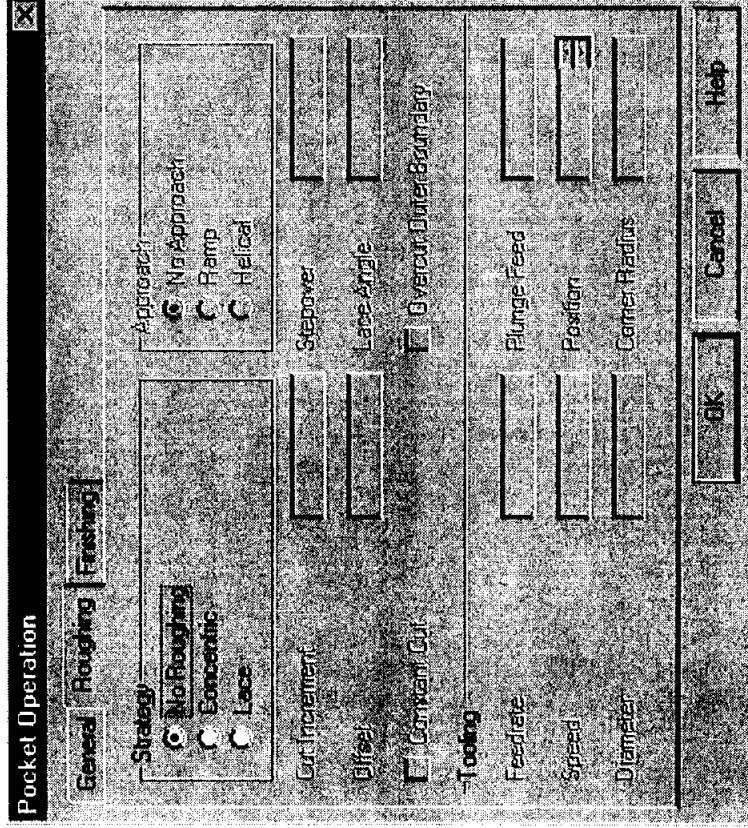 Pocket Operation
General Roughing Finishing
Strategy
No Roughing
Concentric
Lace
Approach
No Approach
Ramp
Helical
Cut Increment
Stepover
Offset
Lace Angle
Constant Cut
Overcut Outer Boundary
Tooling
Feedrate
Plunge Feed
Speed
Position
Diameter
Corner Radius
OK Cancel Help